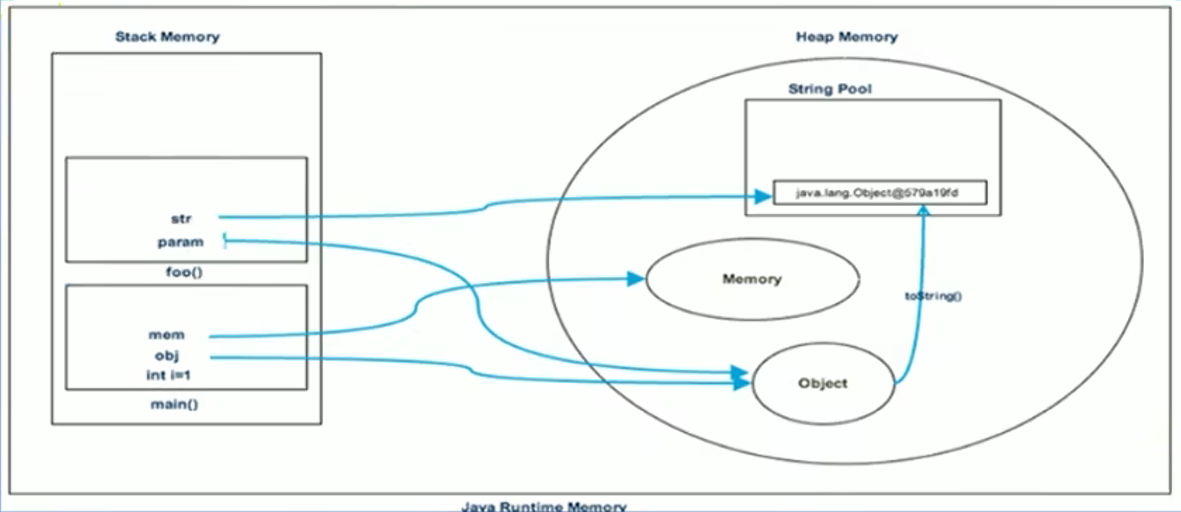 Stack Memory
Heap Memory
String Pool
java.lang.Object@579a19fd
str
param
foo()
Memory
toString()
mem
obj
int i=1
main()
Object
Java Runtime Memory